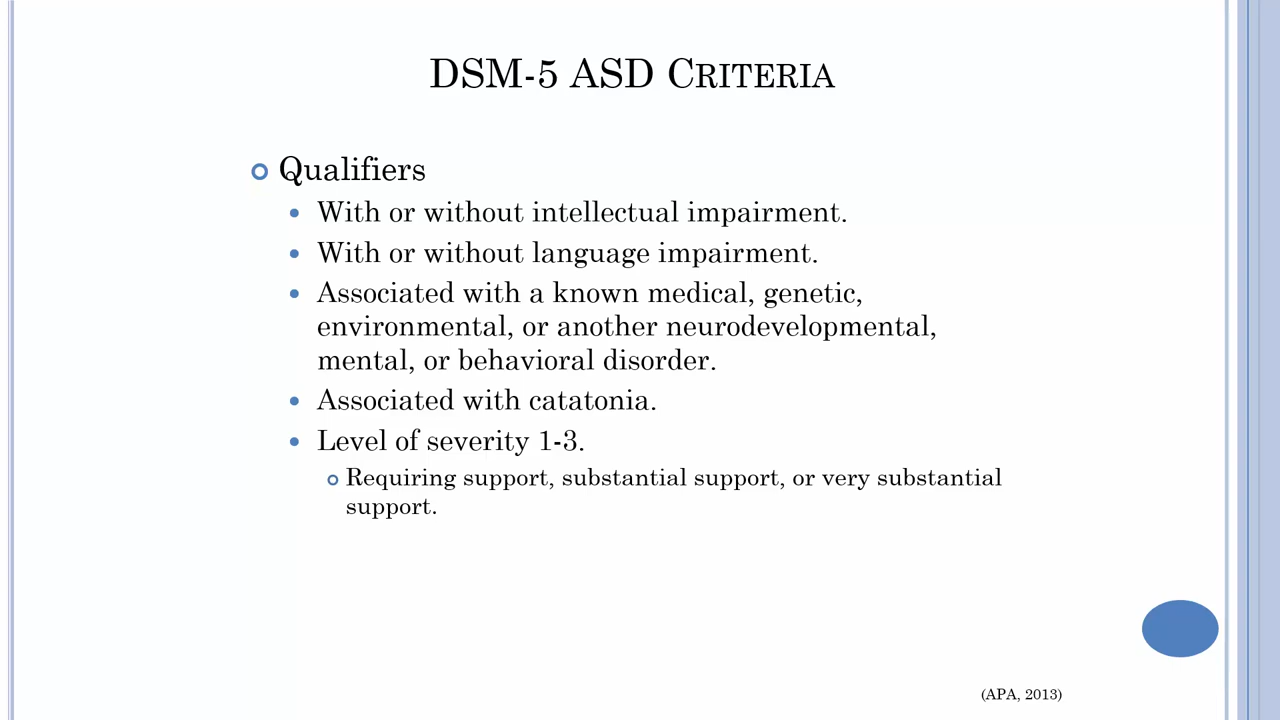 DSM-5 ASD CRITERIA
Qualifiers
With or without intellectual impairment.
With or without language impairment.
Associated with a known medical, genetic,
environmental, or another neurodevelopmental,
mental, or behavioral disorder.
Associated with catatonia.
Level of severity 1-3.
Requiring support, substantial support, or very substantial
support.
(APA, 2013)